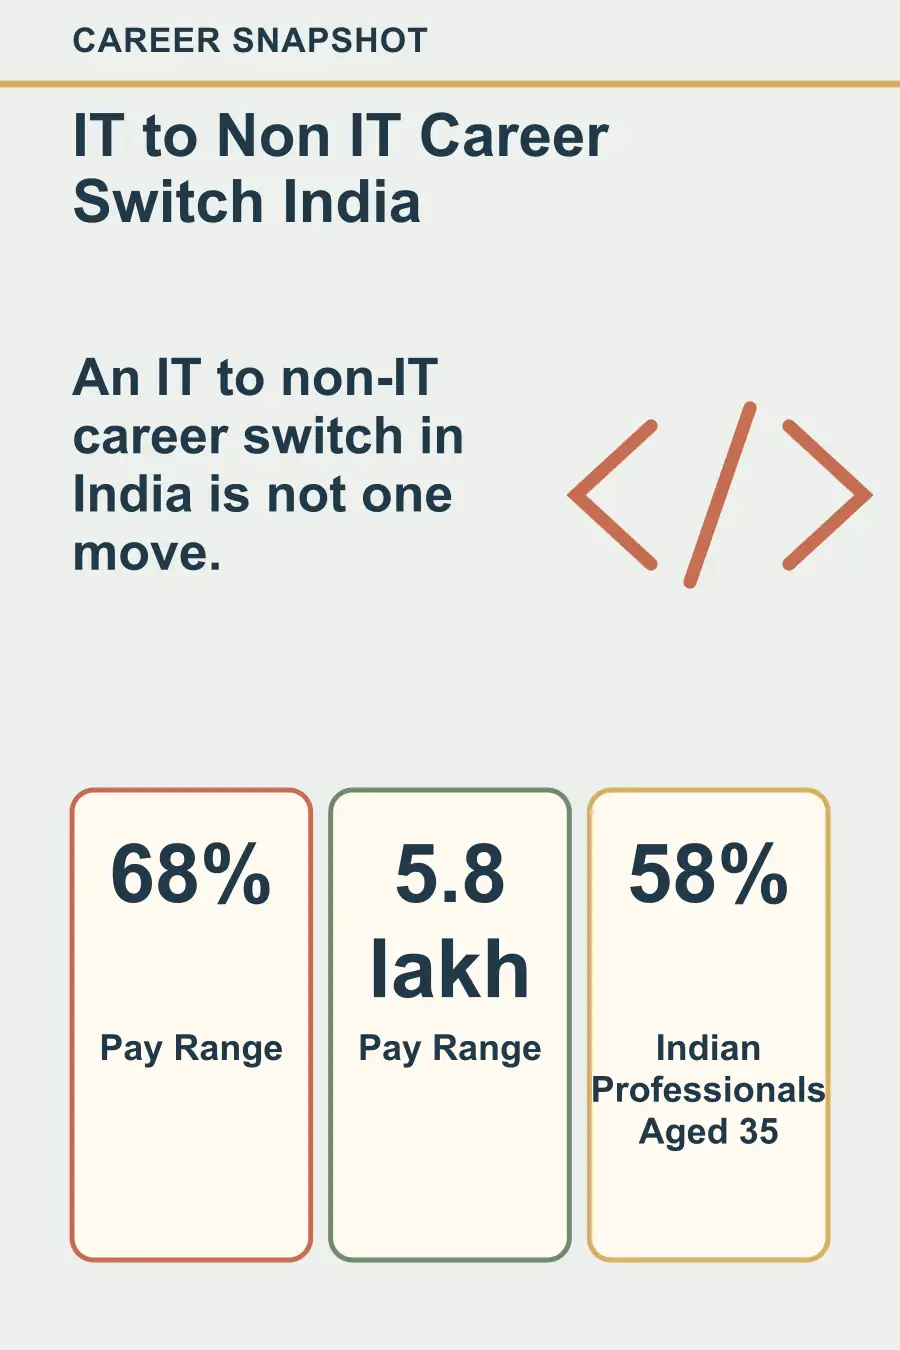 CAREER SNAPSHOT
IT to Non IT Career
Switch India
An IT to non-IT
career switch in
India is not one
move.
68%
Pay Range
5.8
lakh
Pay Range
58%
Indian
Professionals
Aged 35